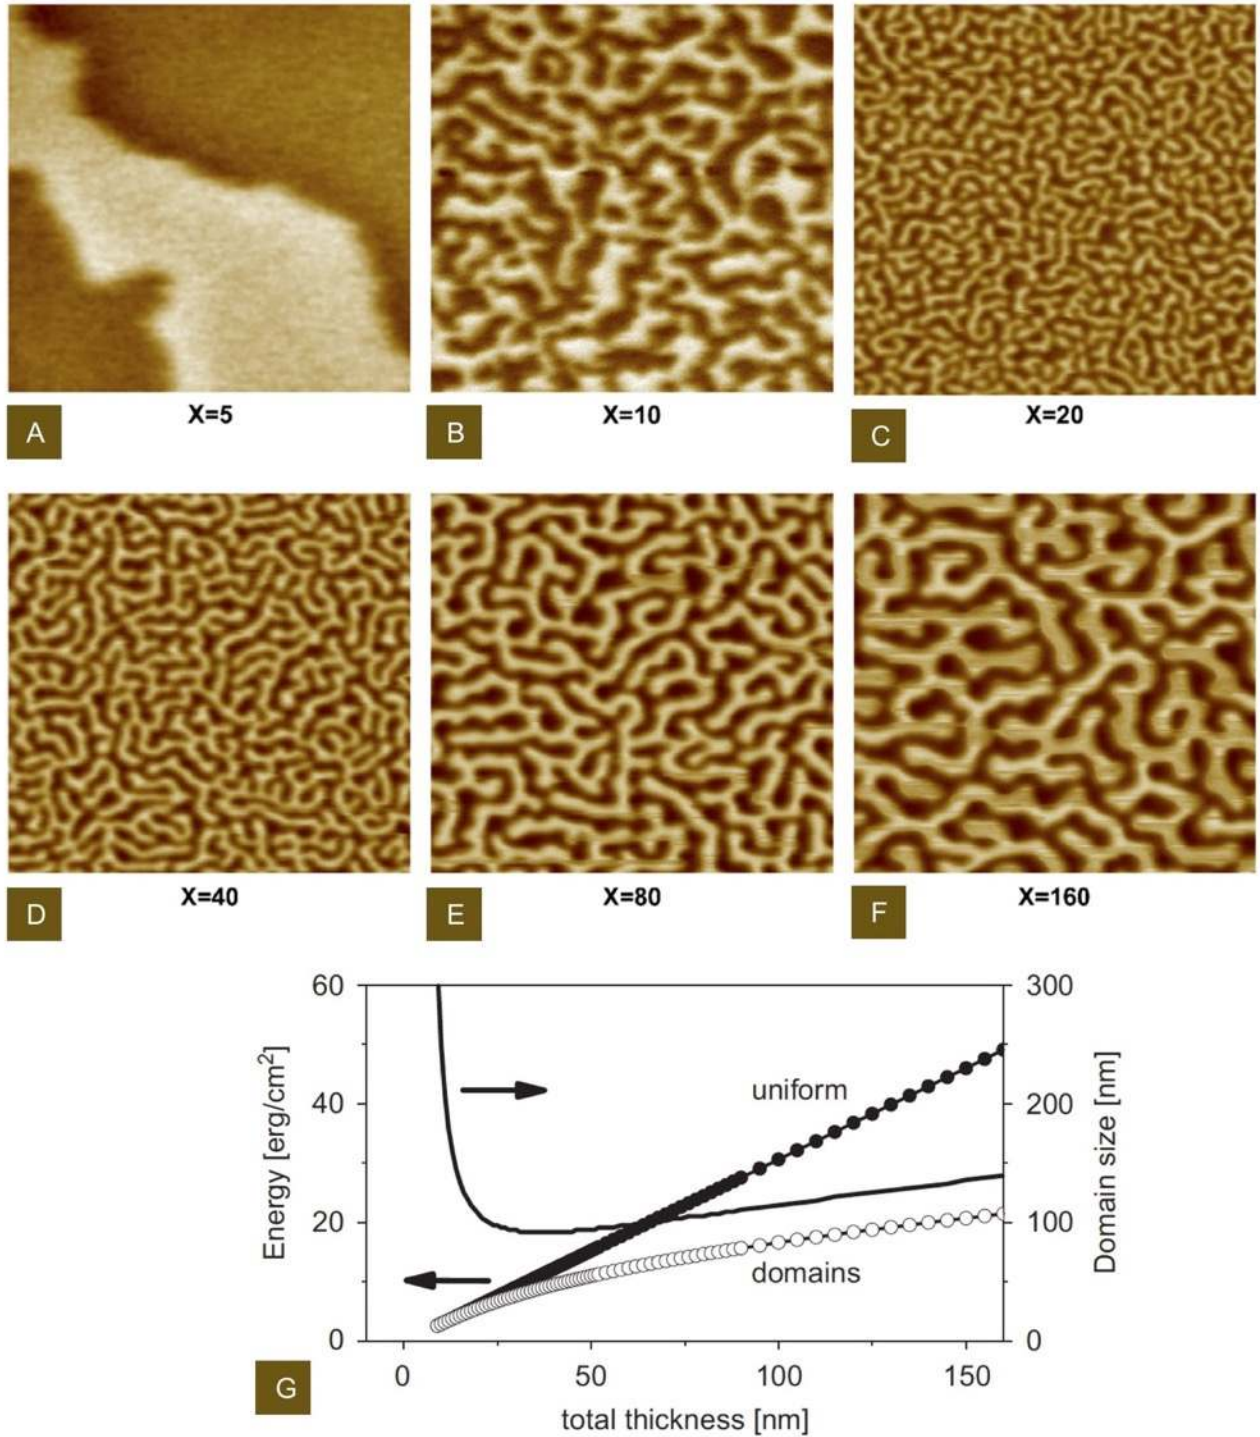 X=5
X=10
X=20
A
B
C
X=40
X=80
X=160
D
E
F
60
300
Energy [erg/cm²]
Domain size [nm]
uniform
40
200
20
100
domains
0
0
0
50
100
150
G
total thickness [nm]